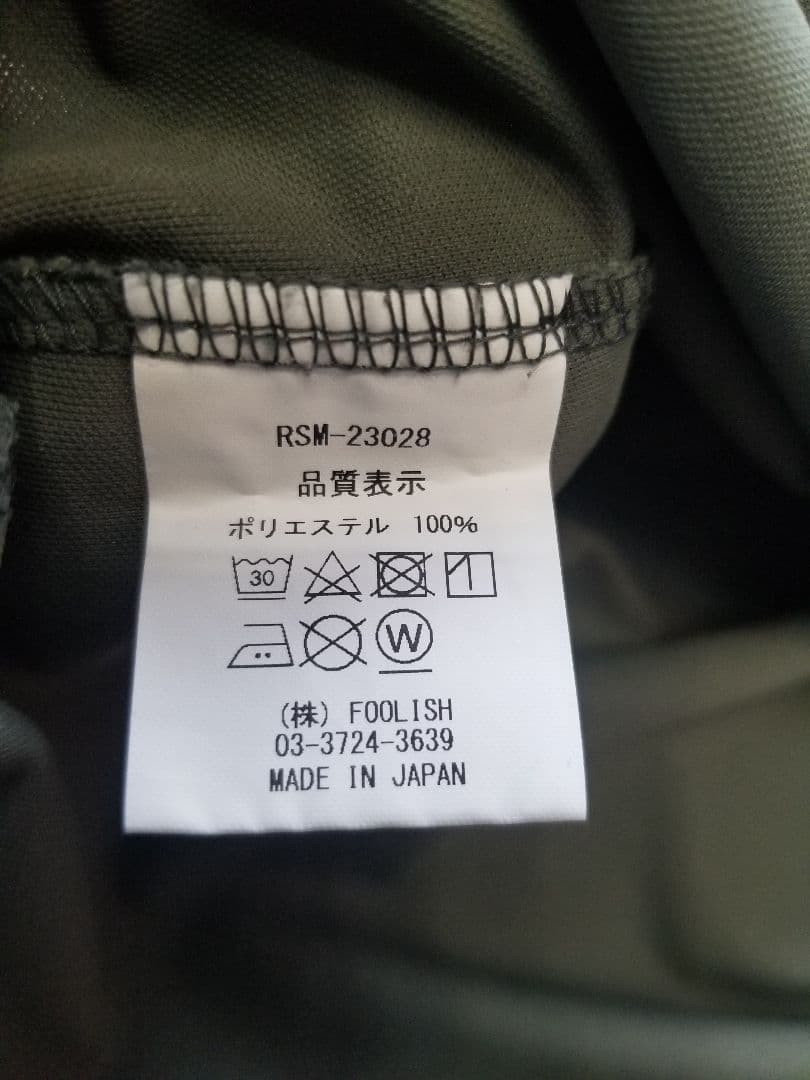 RSM-23028
品質表示
ポリエステル 100%
30
W
(株) FOOLISH
03-3724-3639
MADE IN JAPAN